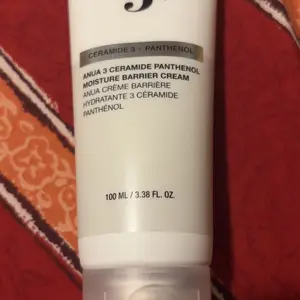 3
CERAMIDE 3 + PANTHENOL
ANUA 3 CERAMIDE PANTHENOL
MOISTURE BARRIER CREAM
ANUA CRÈME BARRIÈRE
HYDRATANTE 3 CÉRAMIDE
PANTHÉNOL
100 ML / 3.38 FL. OZ.